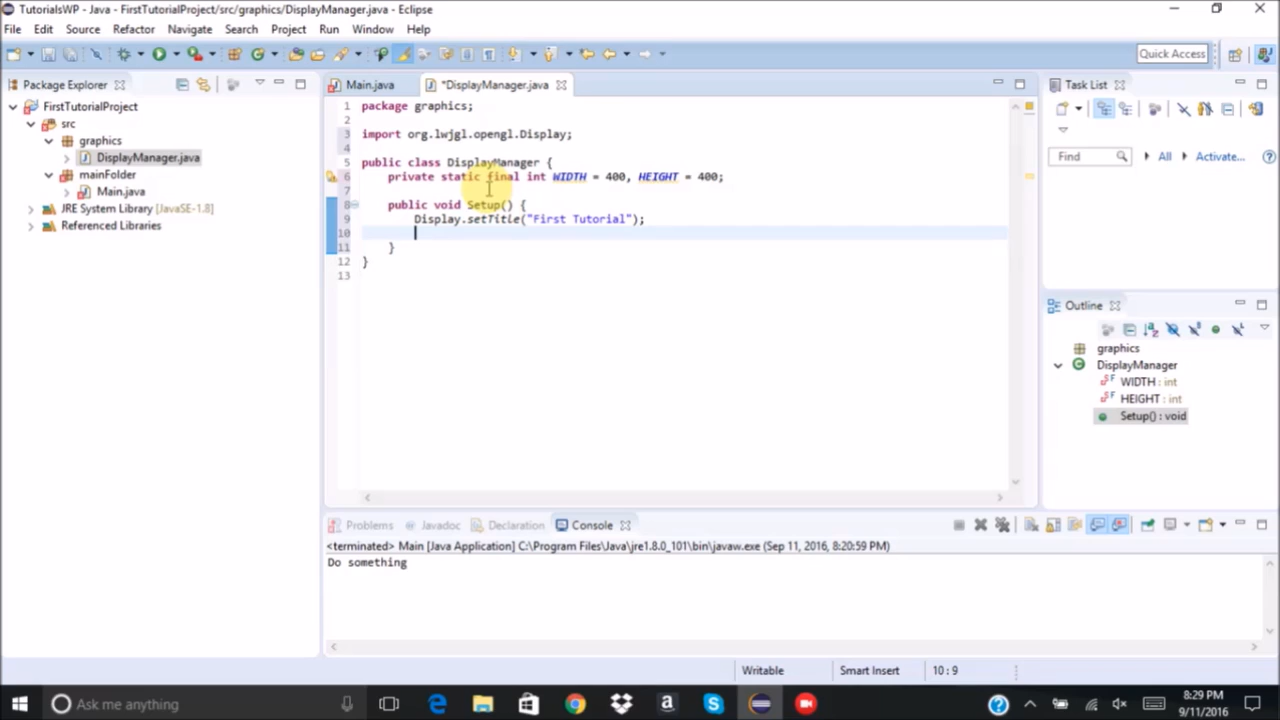 TutorialsWP - Java - FirstTutorialProject/src/graphics/DisplayManager.java - Eclipse
File Edit Source Refactor Navigate Search Project Run Window Help
Quick Access
Package Explorer
FirstTutorialProject
src
graphics
DisplayManager.java
mainFolder
Main.java
JRE System Library [JavaSE-1.8]
Referenced Libraries
Main.java *DisplayManager.java
1 package graphics;
2
3 import org.lwjgl.opengl.Display;
4
5 public class DisplayManager {
6 private static final int WIDTH = 400, HEIGHT = 400;
7
8 public void Setup() {
9 Display.setTitle("First Tutorial");
10
11 }
12 }
13
Task List
Find All Activate...
Outline
graphics
DisplayManager
WIDTH : int
HEIGHT : int
Setup() : void
Problems Javadoc Declaration Console
<terminated> Main [Java Application] C:\Program Files\Java\jre1.8.0_101\bin\javaw.exe (Sep 11, 2016, 8:20:59 PM)
Do something
Writable Smart Insert 10 : 9
Ask me anything
8:29 PM
9/11/2016